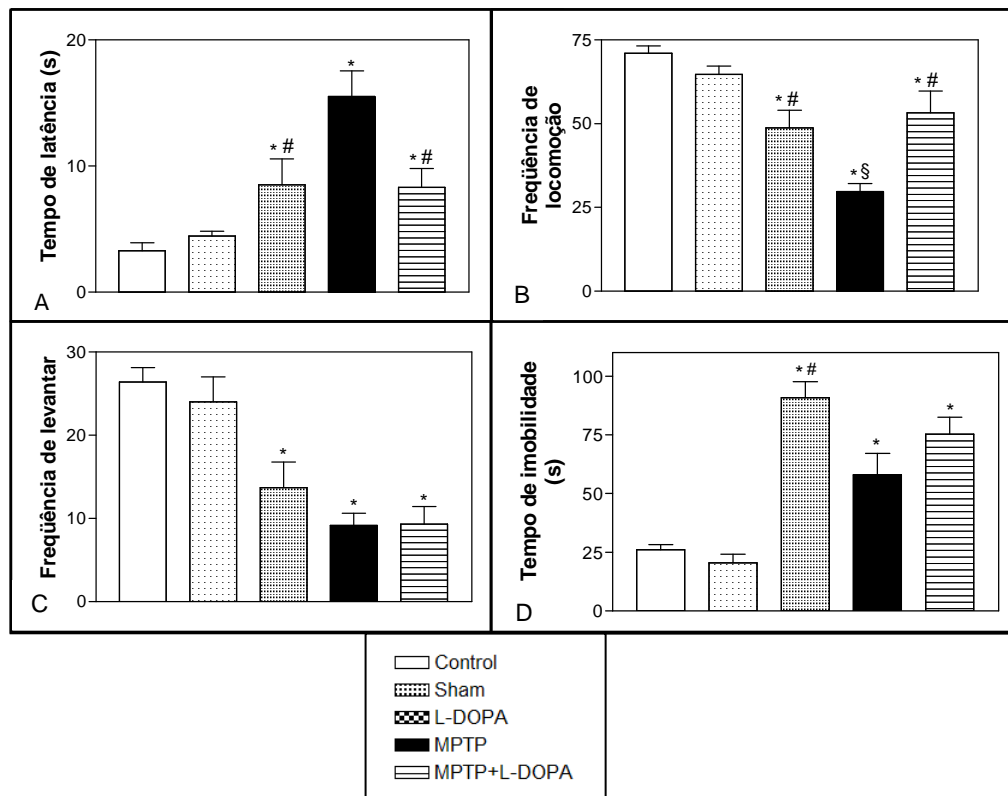 Tempo de latência (s)
20
10
0
*
* #
* #
A
Freqüência de
locomoção
75
50
25
0
* #
* §
* #
B
Freqüência de levantar
30
20
10
0
*
*
*
C
Tempo de imobilidade
(s)
100
75
50
25
0
* #
*
*
D
Control
Sham
L-DOPA
MPTP
MPTP+L-DOPA